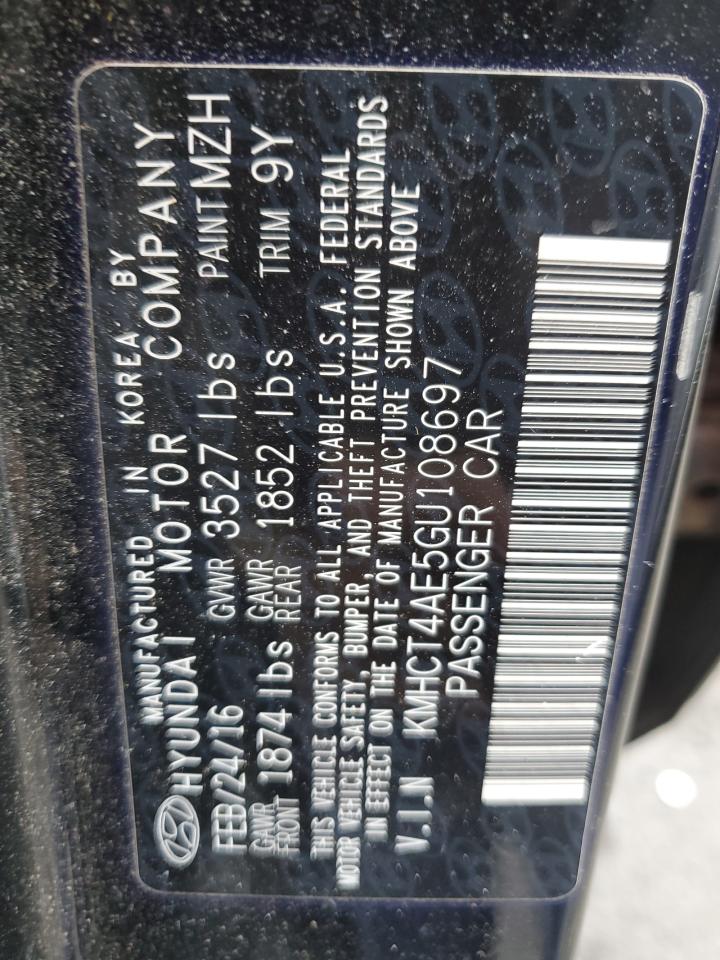 MANUFACTURED IN KOREA BY
HYUNDAI MOTOR COMPANY
FEB/24/16 GVWR 3527 lbs PAINT MZH
GAWR FRONT 1874 lbs GAWR REAR 1852 lbs TRIM 9Y
THIS VEHICLE CONFORMS TO ALL APPLICABLE U.S.A. FEDERAL
MOTOR VEHICLE SAFETY, BUMPER, AND THEFT PREVENTION STANDARDS
IN EFFECT ON THE DATE OF MANUFACTURE SHOWN ABOVE
V.I.N KMHCT4AE5GU108697
PASSENGER CAR